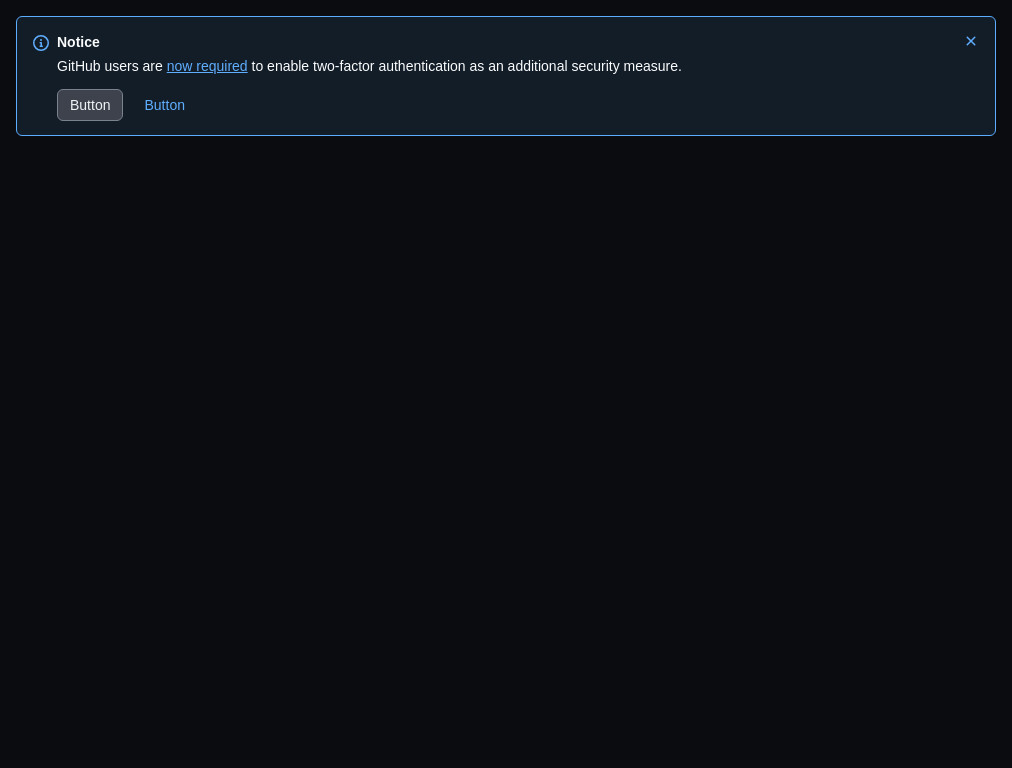 Notice
GitHub users are now required to enable two-factor authentication as an additional security measure.
Button Button